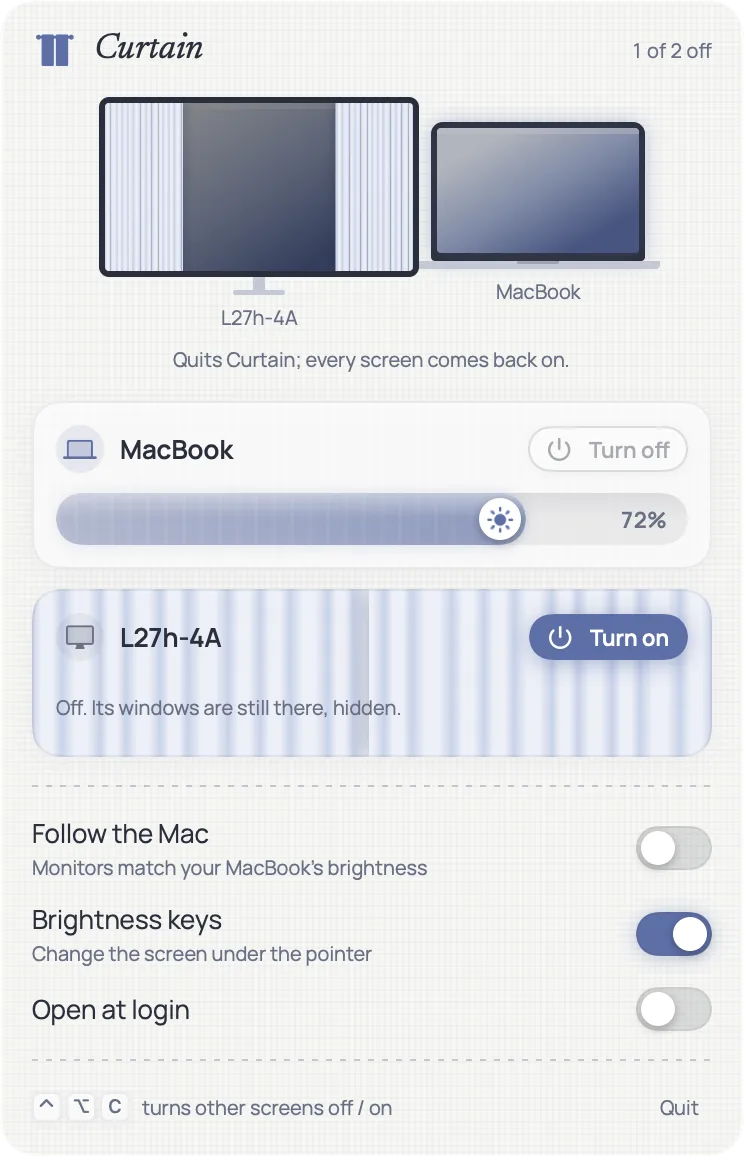 Curtain
1 of 2 off
MacBook
L27h-4A
Quits Curtain; every screen comes back on.
MacBook
Turn off
72%
L27h-4A
Turn on
Off. Its windows are still there, hidden.
Follow the Mac
Monitors match your MacBook's brightness
Brightness keys
Change the screen under the pointer
Open at login
⌃ ⌥ C turns other screens off / on
Quit